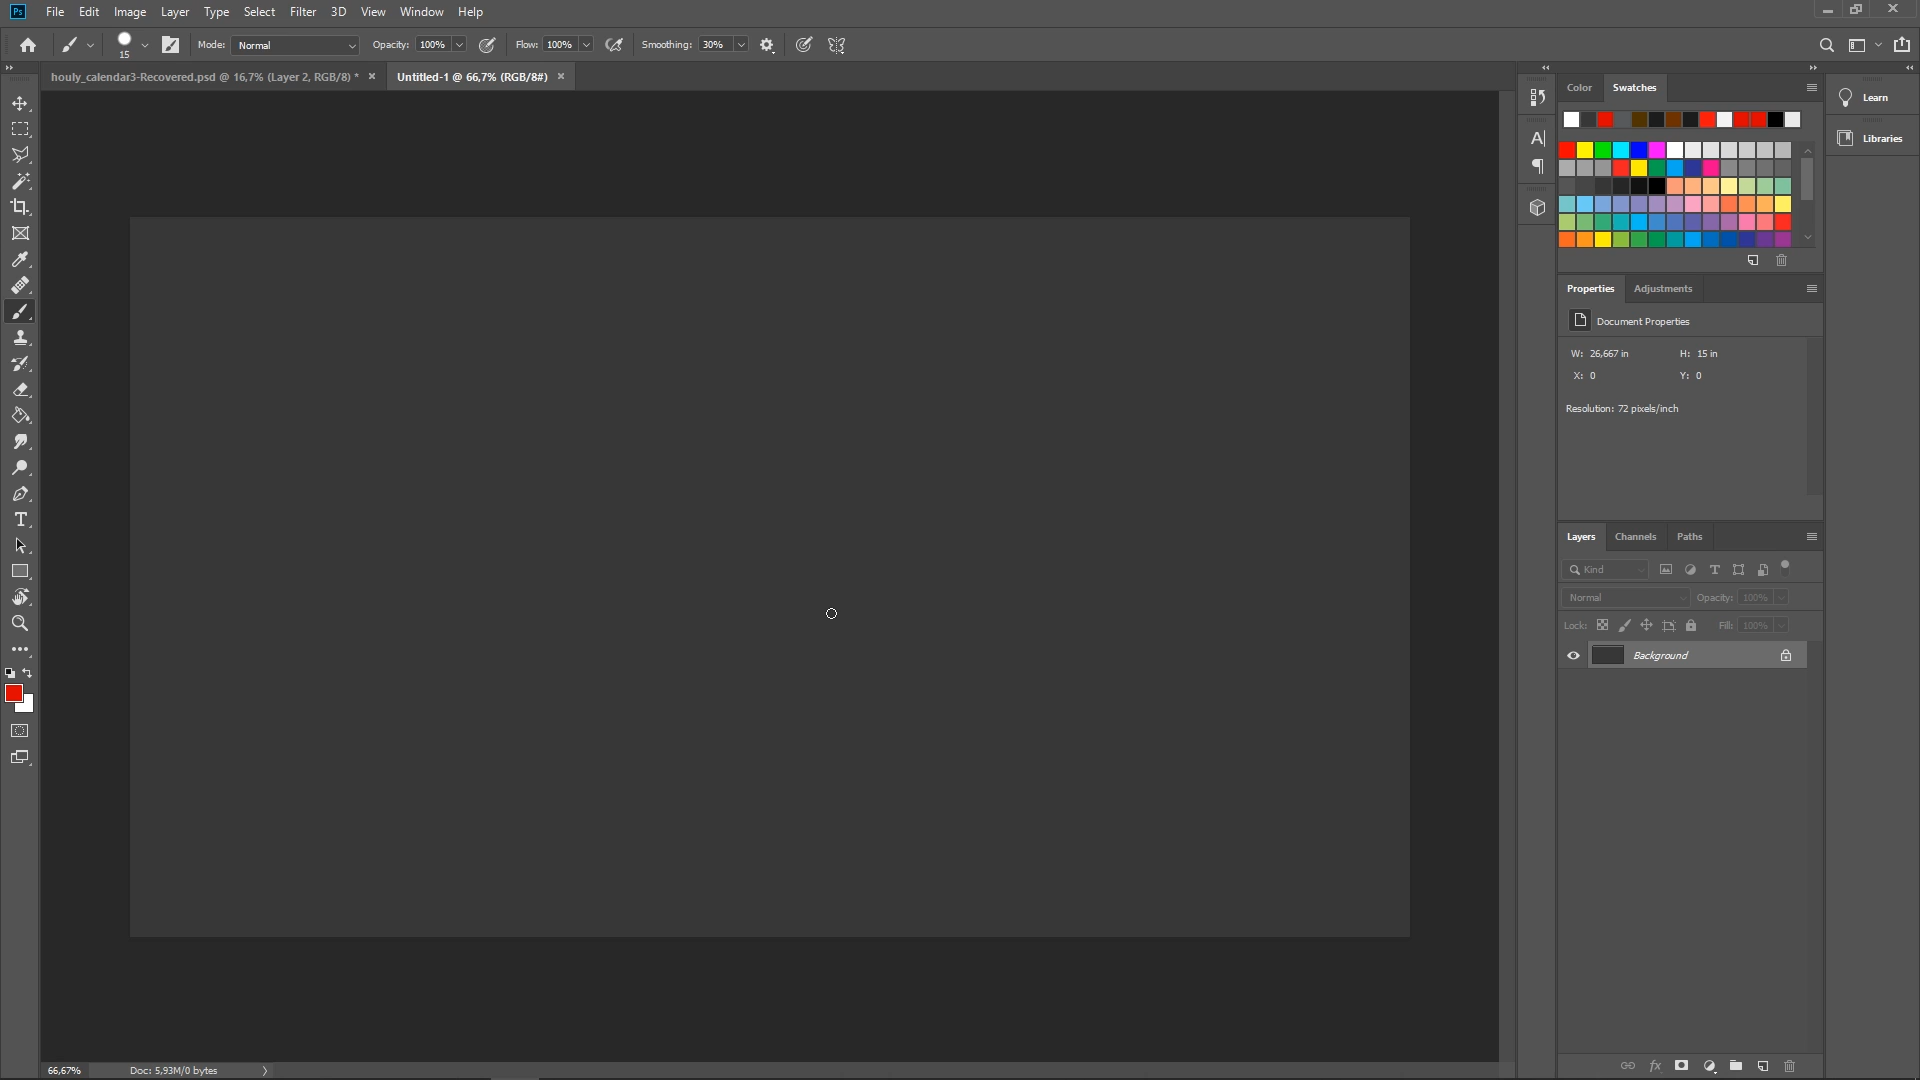 Ps File Edit Image Layer Type Select Filter 3D View Window Help
15 Mode: Normal Opacity: 100% Flow: 100% Smoothing: 30%
houly_calendar3-Recovered.psd @ 16,7% (Layer 2, RGB/8) * × Untitled-1 @ 66,7% (RGB/8#) ×
Color Swatches
Learn
Libraries
Properties Adjustments
Document Properties
W: 26,667 in H: 15 in
X: 0 Y: 0
Resolution: 72 pixels/inch
Layers Channels Paths
Kind
Normal Opacity: 100%
Lock: Fill: 100%
Background
66,67% Doc: 5,93M/0 bytes